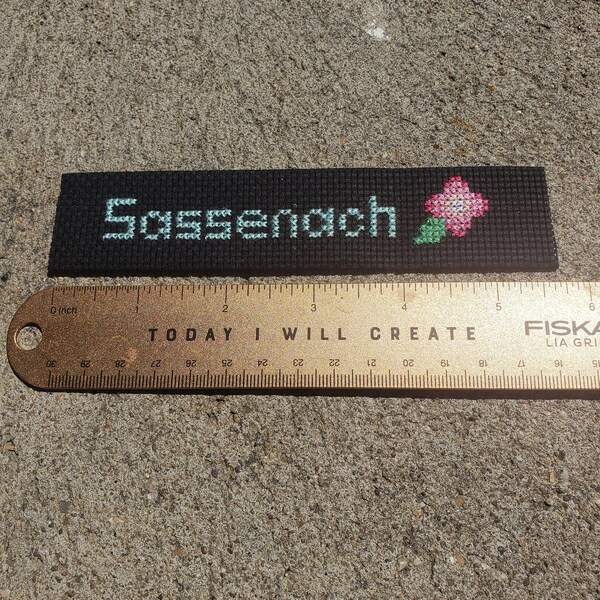 Sassenach
0 inch 1 2 3 4 5 6
TODAY I WILL CREATE
FISKA
LIA GRI
30 29 28 27 26 25 24 23 22 21 20 19 18 17 16 15